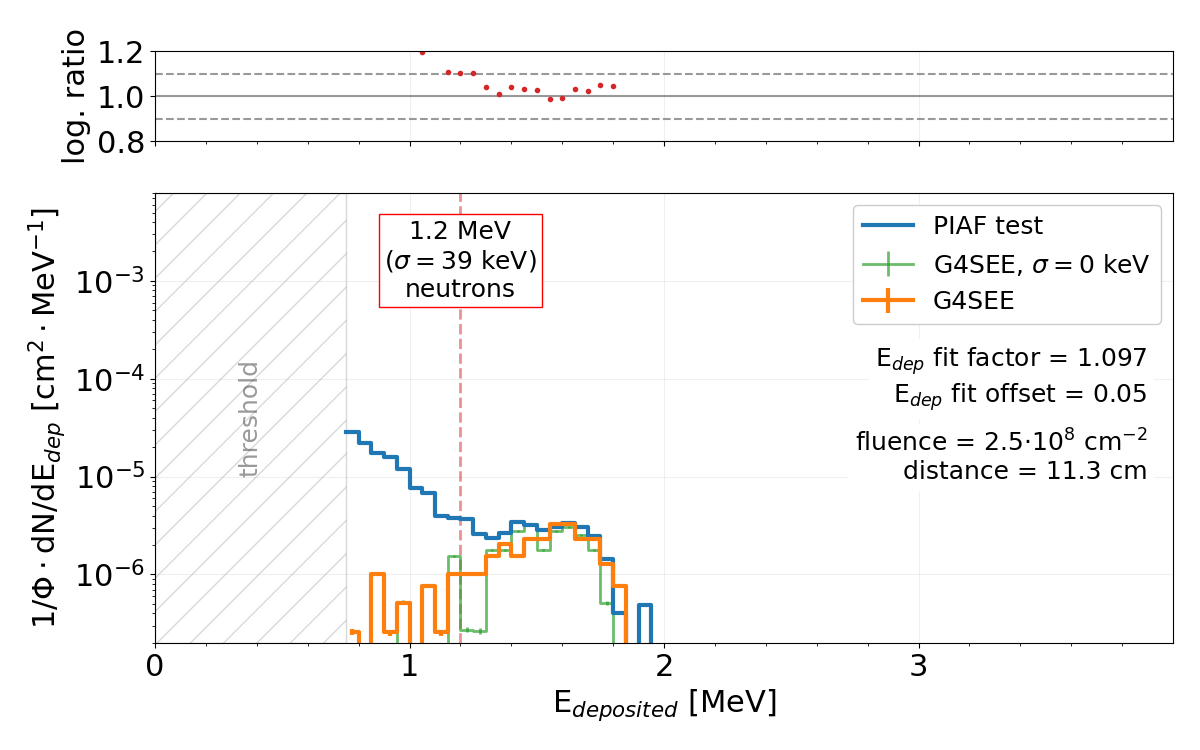 log. ratio
1.2
1.0
0.8
1/Φ · dN/dE_dep [cm² · MeV⁻¹]
10⁻³
10⁻⁴
10⁻⁵
10⁻⁶
threshold
1.2 MeV
(σ = 39 keV)
neutrons
PIAF test
G4SEE, σ = 0 keV
G4SEE
E_dep fit factor = 1.097
E_dep fit offset = 0.05
fluence = 2.5·10⁸ cm⁻²
distance = 11.3 cm
0 1 2 3
E_deposited [MeV]